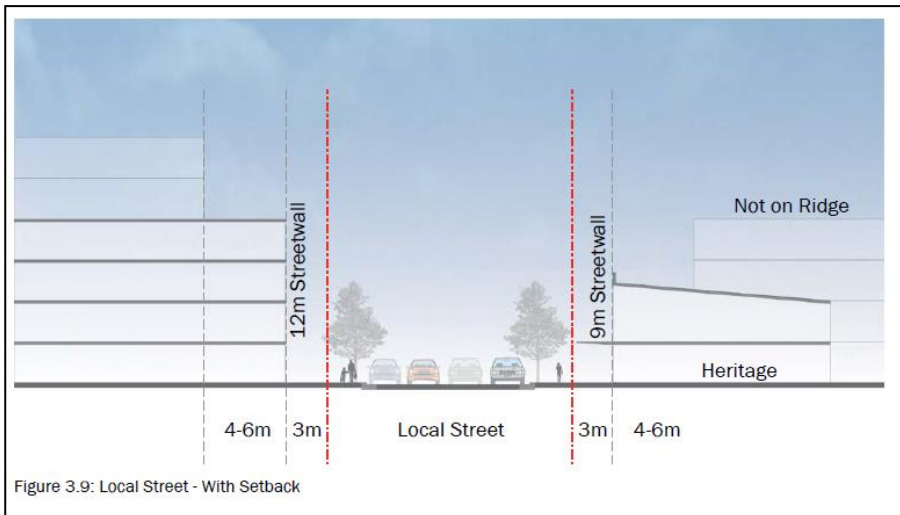 Not on Ridge
12m Streetwall
9m Streetwall
Heritage
4-6m
3m
Local Street
3m
4-6m
Figure 3.9: Local Street - With Setback